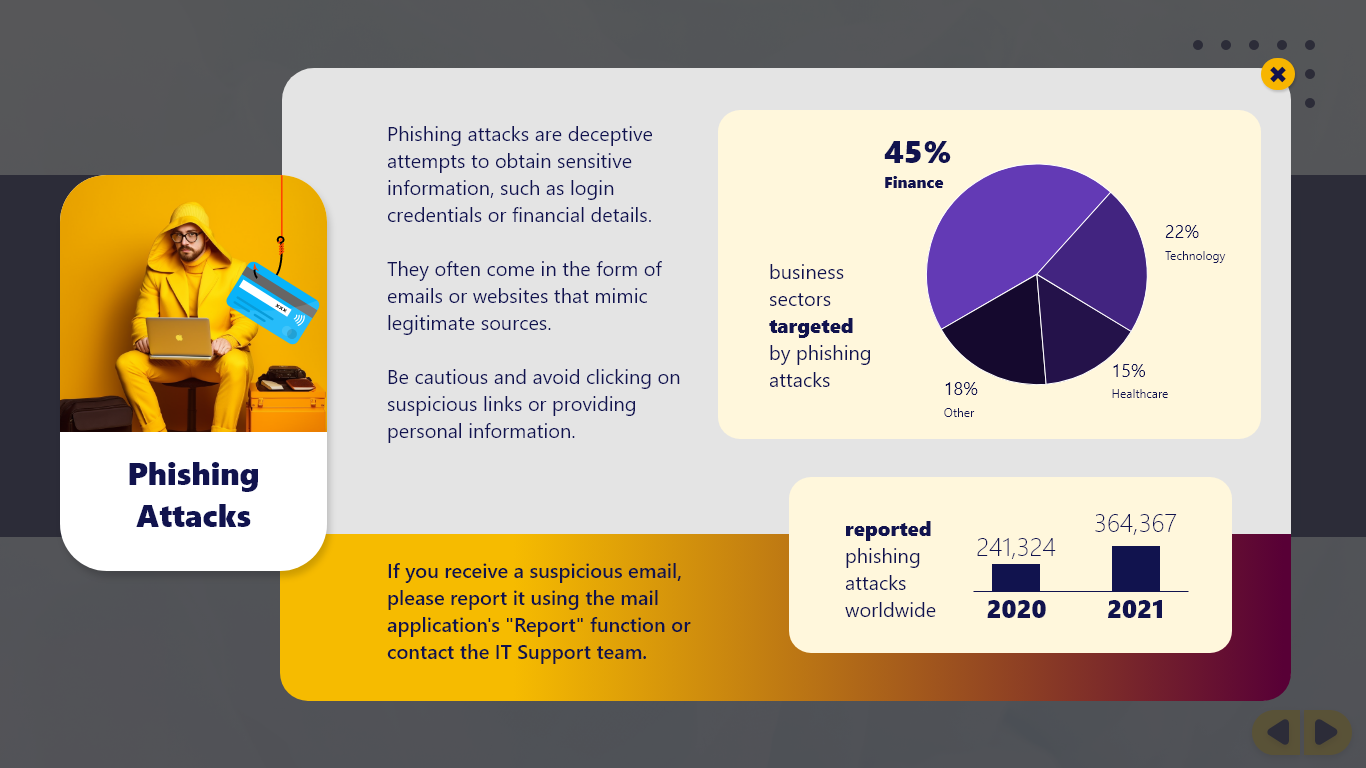 Phishing
Attacks
Phishing attacks are deceptive
attempts to obtain sensitive
information, such as login
credentials or financial details.
They often come in the form of
emails or websites that mimic
legitimate sources.
Be cautious and avoid clicking on
suspicious links or providing
personal information.
If you receive a suspicious email,
please report it using the mail
application's "Report" function or
contact the IT Support team.
business
sectors
targeted
by phishing
attacks
45%
Finance
22%
Technology
15%
Healthcare
18%
Other
reported
phishing
attacks
worldwide
241,324
2020
364,367
2021
xxx